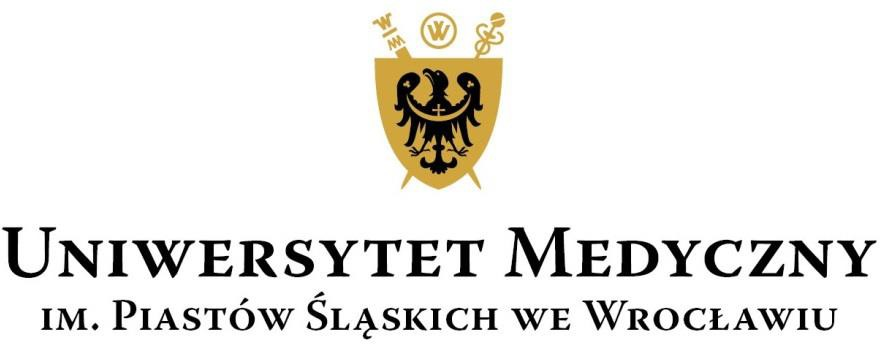 W
UNIWERSYTET MEDYCZNY
IM. PIASTÓW ŚLĄSKICH WE WROCŁAWIU